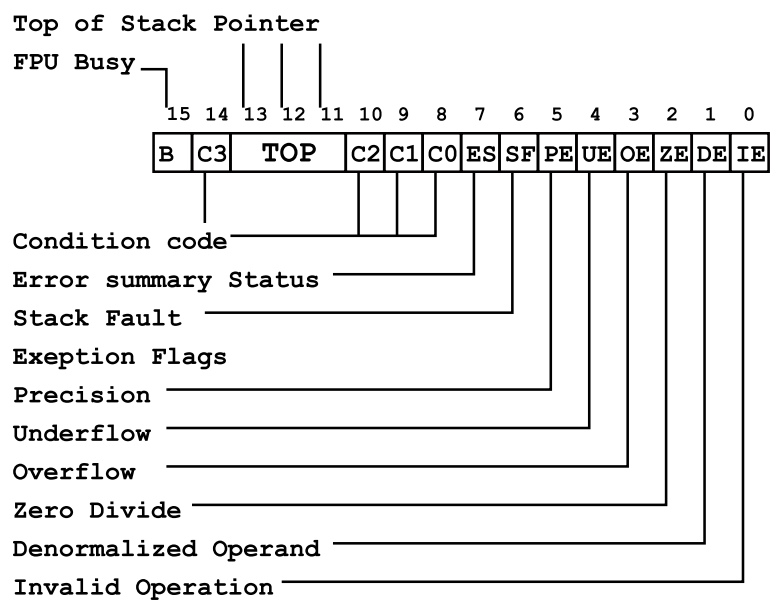 Top of Stack Pointer
FPU Busy
15 14 13 12 11 10 9 8 7 6 5 4 3 2 1 0
B C3 TOP C2 C1 C0 ES SF PE UE OE ZE DE IE
Condition code
Error summary Status
Stack Fault
Exeption Flags
Precision
Underflow
Overflow
Zero Divide
Denormalized Operand
Invalid Operation